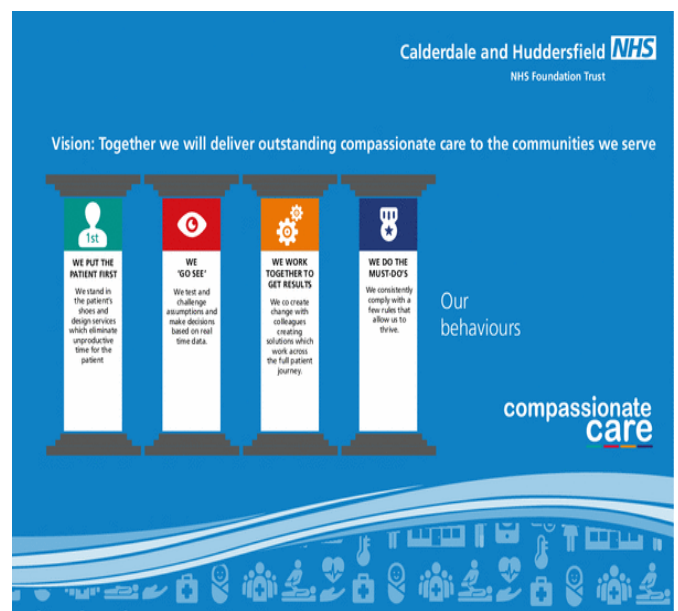 Calderdale and Huddersfield NHS
NHS Foundation Trust
Vision: Together we will deliver outstanding compassionate care to the communities we serve
1st
WE PUT THE
PATIENT FIRST
We stand in
the patient's
shoes and
design services
which eliminate
unproductive
time for the
patient
WE
'GO SEE'
We test and
challenge
assumptions and
make decisions
based on real
time data.
WE WORK
TOGETHER TO
GET RESULTS
We co create
change with
colleagues
creating
solutions which
work across
the full patient
journey.
WE DO THE
MUST-DO'S
We consistently
comply with a
few rules that
allow us to
thrive.
Our
behaviours
compassionate
care